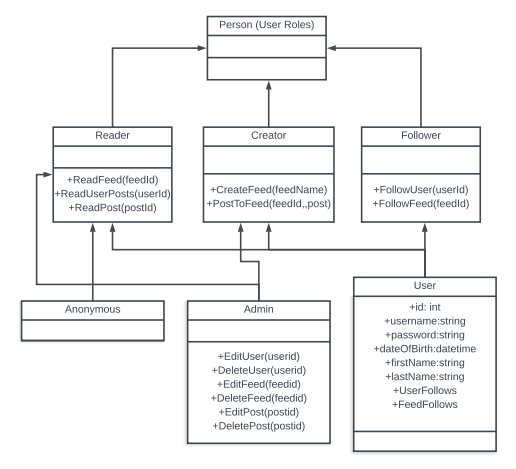 Person (User Roles)
Reader
+ReadFeed(feedId)
+ReadUserPosts(userId)
+ReadPost(postId)
Creator
+CreateFeed(feedName)
+PostToFeed(feedId,,post)
Follower
+FollowUser(userId)
+FollowFeed(feedId)
Anonymous
Admin
+EditUser(userid)
+DeleteUser(userid)
+EditFeed(feedid)
+DeleteFeed(feedid)
+EditPost(postid)
+DeletePost(postid)
User
+id: int
+username:string
+password:string
+dateOfBirth:datetime
+firstName:string
+lastName:string
+UserFollows
+FeedFollows